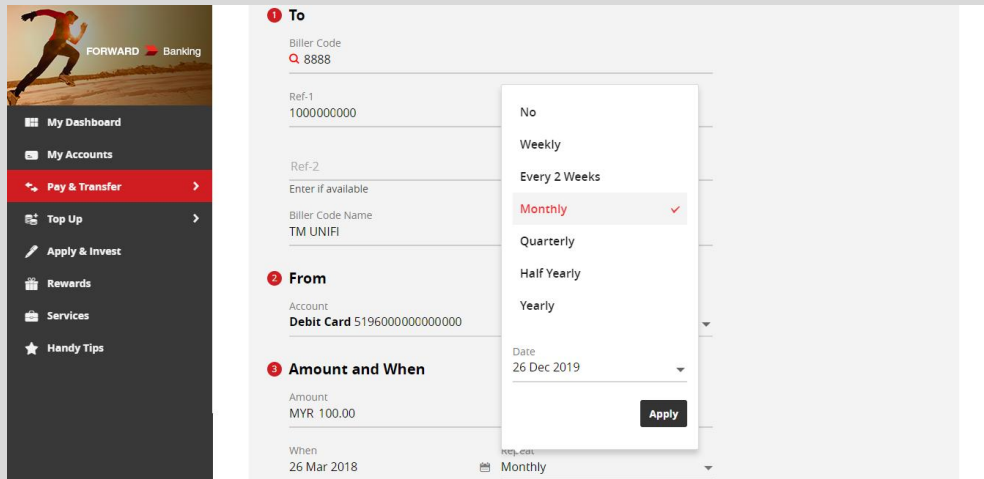 FORWARD Banking
My Dashboard
My Accounts
Pay & Transfer
Top Up
Apply & Invest
Rewards
Services
Handy Tips
1 To
Biller Code
8888
Ref-1
1000000000
Ref-2
Enter if available
Biller Code Name
TM UNIFI
2 From
Account
Debit Card 5196000000000000
3 Amount and When
Amount
MYR 100.00
When
26 Mar 2018
Repeat
Monthly
No
Weekly
Every 2 Weeks
Monthly
Quarterly
Half Yearly
Yearly
Date
26 Dec 2019
Apply